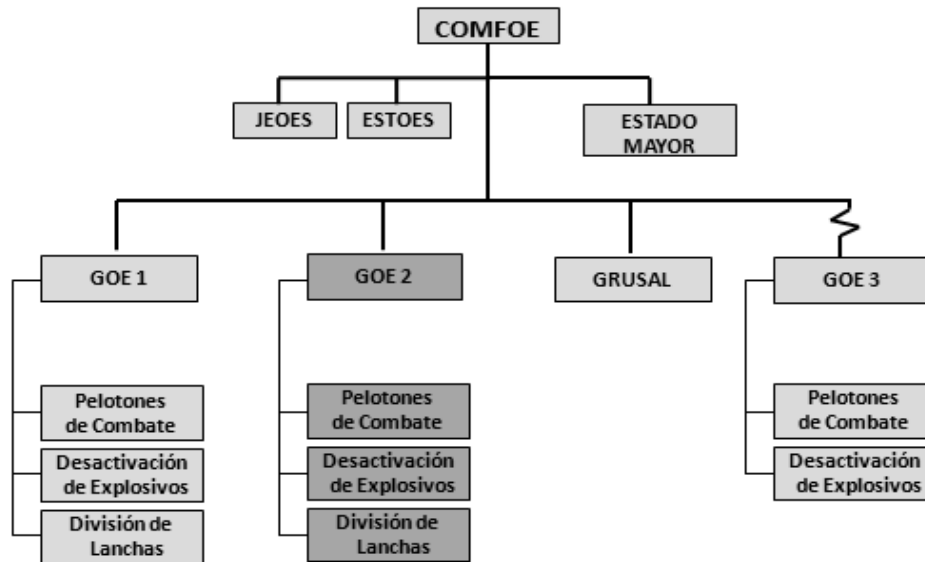 COMFOE
JEOES
ESTOES
ESTADO
MAYOR
GOE 1
GOE 2
GRUSAL
GOE 3
Pelotones
de Combate
Desactivación
de Explosivos
División de
Lanchas
Pelotones
de Combate
Desactivación
de Explosivos
División de
Lanchas
Pelotones
de Combate
Desactivación
de Explosivos